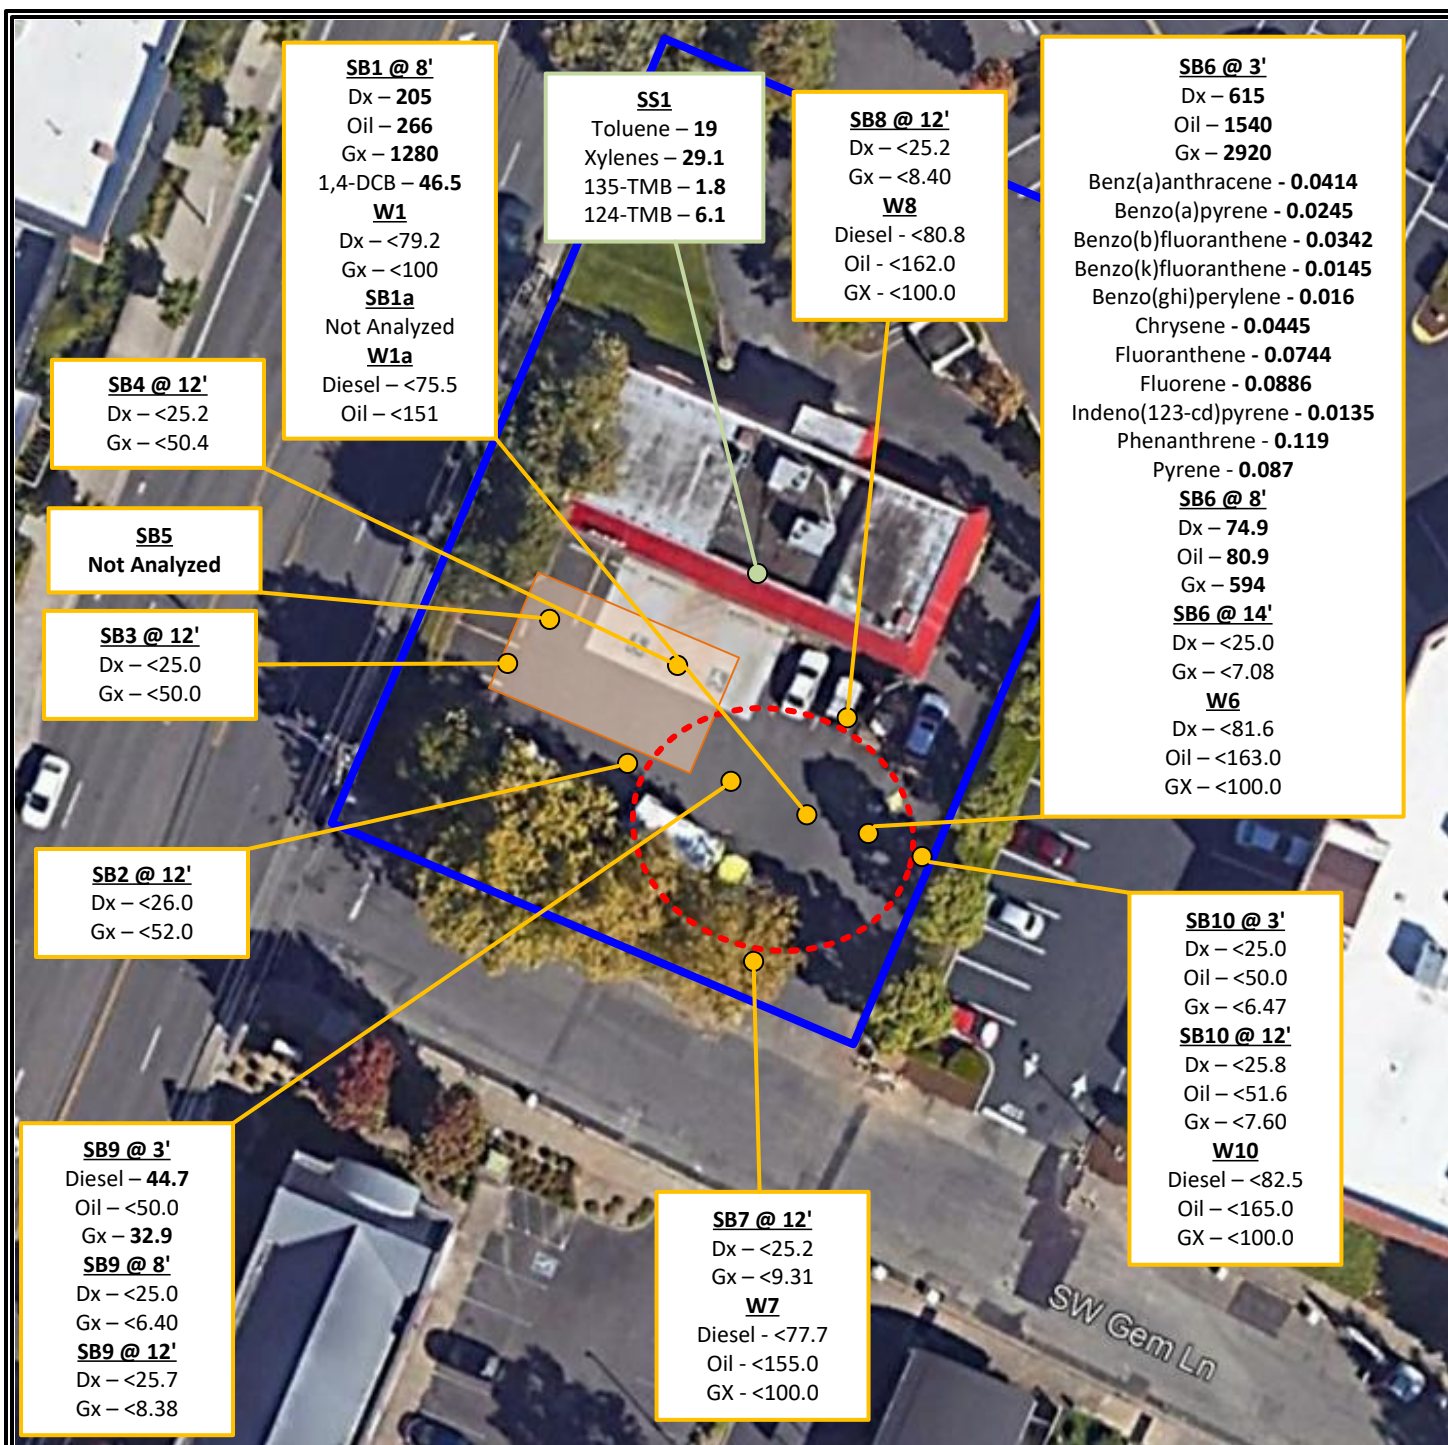 SB1 @ 8'
Dx – 205
Oil – 266
Gx – 1280
1,4-DCB – 46.5
W1
Dx – <79.2
Gx – <100
SB1a
Not Analyzed
W1a
Diesel – <75.5
Oil – <151
SS1
Toluene – 19
Xylenes – 29.1
135-TMB – 1.8
124-TMB – 6.1
SB8 @ 12'
Dx – <25.2
Gx – <8.40
W8
Diesel - <80.8
Oil - <162.0
GX - <100.0
SB6 @ 3'
Dx – 615
Oil – 1540
Gx – 2920
Benz(a)anthracene - 0.0414
Benzo(a)pyrene - 0.0245
Benzo(b)fluoranthene - 0.0342
Benzo(k)fluoranthene - 0.0145
Benzo(ghi)perylene - 0.016
Chrysene - 0.0445
Fluoranthene - 0.0744
Fluorene - 0.0886
Indeno(123-cd)pyrene - 0.0135
Phenanthrene - 0.119
Pyrene - 0.087
SB6 @ 8'
Dx – 74.9
Oil – 80.9
Gx – 594
SB6 @ 14'
Dx – <25.0
Gx – <7.08
W6
Dx – <81.6
Oil – <163.0
GX – <100.0
SB4 @ 12'
Dx – <25.2
Gx – <50.4
SB5
Not Analyzed
SB3 @ 12'
Dx – <25.0
Gx – <50.0
SB2 @ 12'
Dx – <26.0
Gx – <52.0
SB10 @ 3'
Dx – <25.0
Oil – <50.0
Gx – <6.47
SB10 @ 12'
Dx – <25.8
Oil – <51.6
Gx – <7.60
W10
Diesel – <82.5
Oil – <165.0
GX – <100.0
SB9 @ 3'
Diesel – 44.7
Oil – <50.0
Gx – 32.9
SB9 @ 8'
Dx – <25.0
Gx – <6.40
SB9 @ 12'
Dx – <25.7
Gx – <8.38
SB7 @ 12'
Dx – <25.2
Gx – <9.31
W7
Diesel - <77.7
Oil - <155.0
GX - <100.0
SW Gem Ln